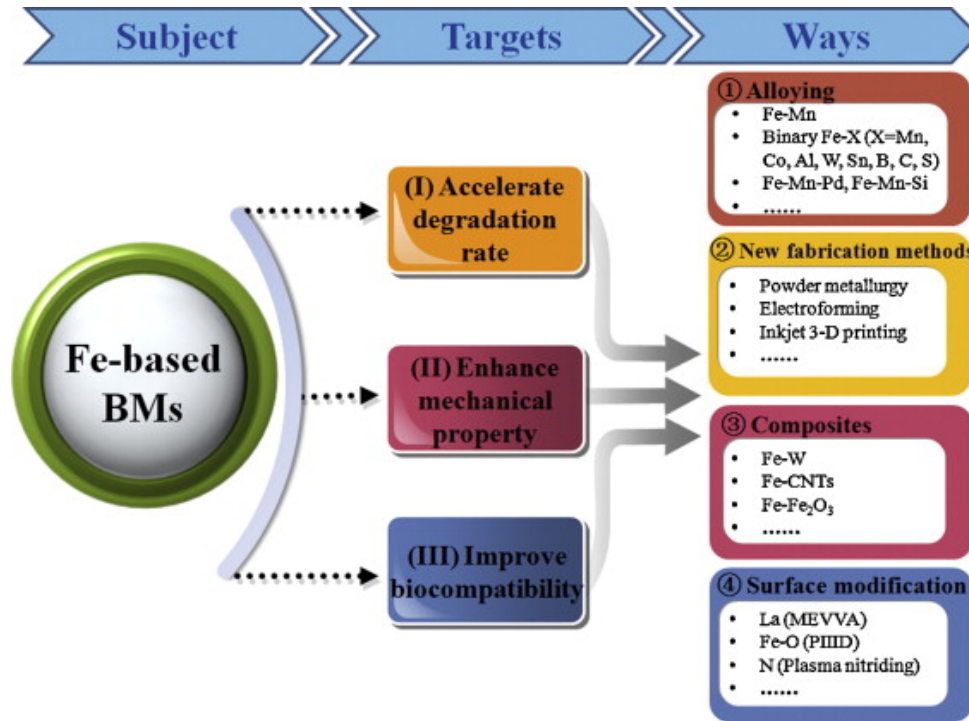 Subject
Targets
Ways
Fe-based
BMs
(I) Accelerate
degradation
rate
(II) Enhance
mechanical
property
(III) Improve
biocompatibility
① Alloying
• Fe-Mn
• Binary Fe-X (X=Mn,
Co, Al, W, Sn, B, C, S)
• Fe-Mn-Pd, Fe-Mn-Si
• ......
② New fabrication methods
• Powder metallurgy
• Electroforming
• Inkjet 3-D printing
• ......
③ Composites
• Fe-W
• Fe-CNTs
• Fe-Fe₂O₃
• ......
④ Surface modification
• La (MEVVA)
• Fe-O (PIIID)
• N (Plasma nitriding)
• ......